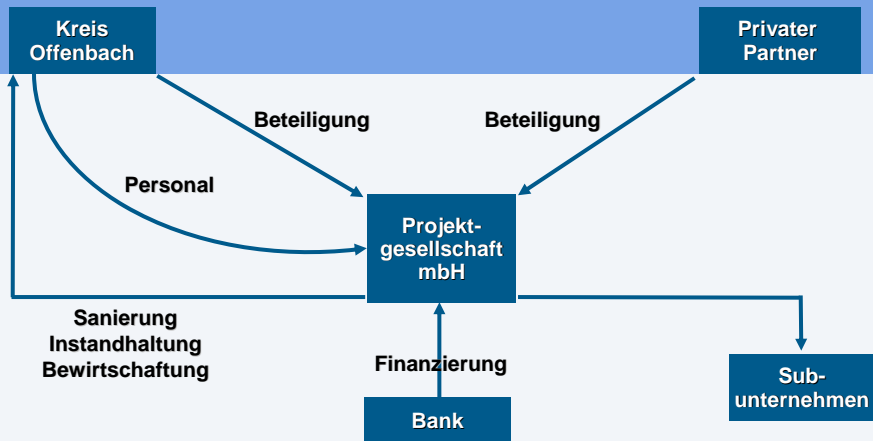 Kreis
Offenbach
Privater
Partner
Beteiligung
Beteiligung
Personal
Projekt-
gesellschaft
mbH
Sanierung
Instandhaltung
Bewirtschaftung
Finanzierung
Sub-
unternehmen
Bank